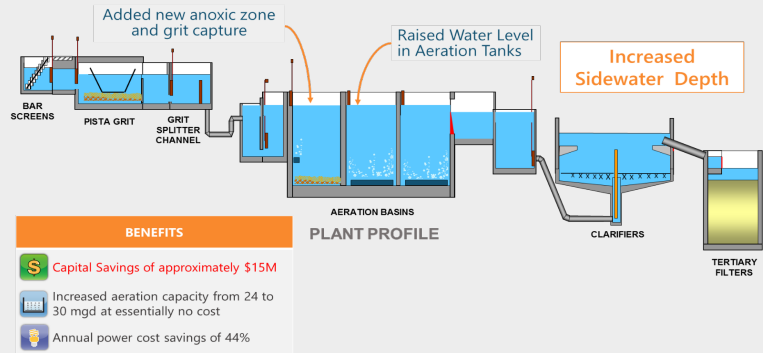 Added new anoxic zone
and grit capture
Raised Water Level
in Aeration Tanks
Increased
Sidewater Depth
BAR
SCREENS
PISTA GRIT
GRIT
SPLITTER
CHANNEL
AERATION BASINS
PLANT PROFILE
CLARIFIERS
TERTIARY
FILTERS
BENEFITS
$
Capital Savings of approximately $15M
Increased aeration capacity from 24 to
30 mgd at essentially no cost
Annual power cost savings of 44%